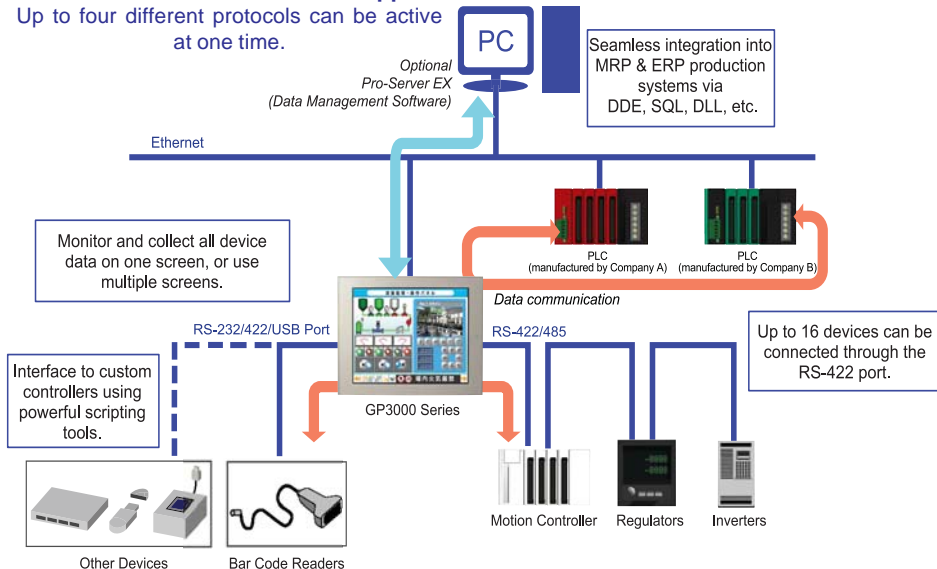 Up to four different protocols can be active
at one time.
PC
Optional
Pro-Server EX
(Data Management Software)
Seamless integration into
MRP & ERP production
systems via
DDE, SQL, DLL, etc.
Ethernet
Monitor and collect all device
data on one screen, or use
multiple screens.
PLC
(manufactured by Company A)
PLC
(manufactured by Company B)
Data communication
RS-232/422/USB Port
RS-422/485
Up to 16 devices can be
connected through the
RS-422 port.
Interface to custom
controllers using
powerful scripting
tools.
GP3000 Series
Motion Controller
Regulators
Inverters
Other Devices
Bar Code Readers